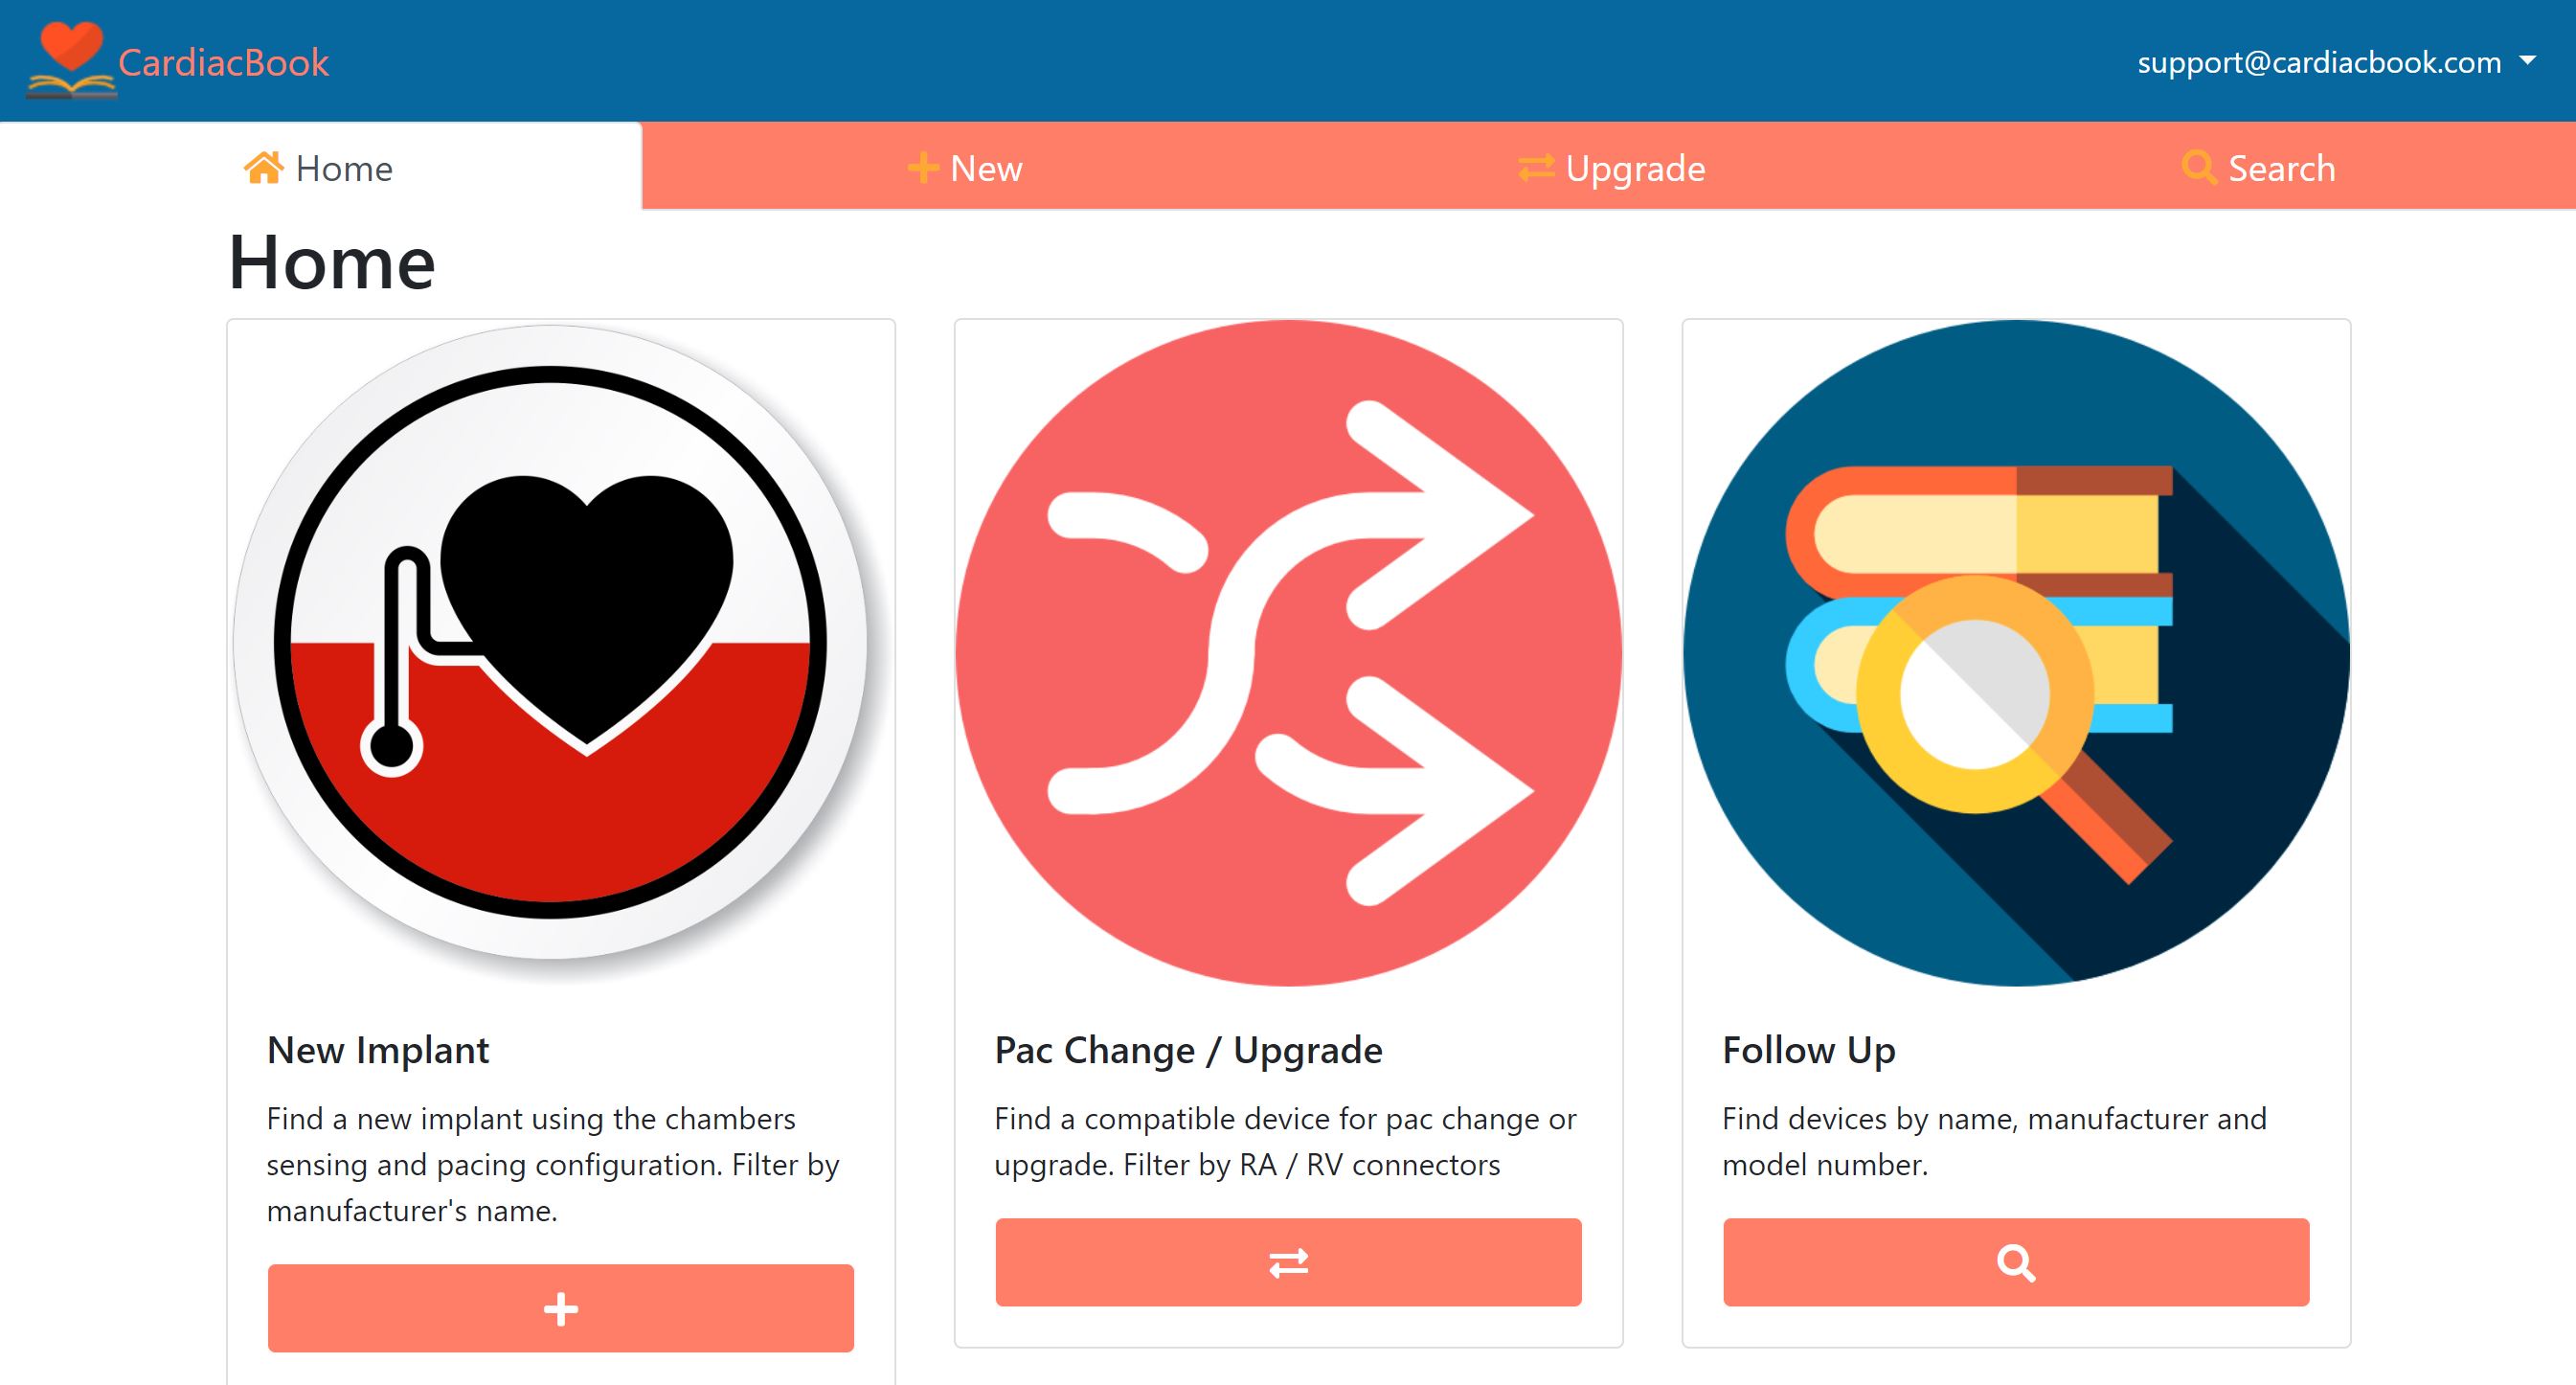 CardiacBook
support@cardiacbook.com
Home
New
Upgrade
Search
Home
New Implant
Find a new implant using the chambers
sensing and pacing configuration. Filter by
manufacturer's name.
Pac Change / Upgrade
Find a compatible device for pac change or
upgrade. Filter by RA / RV connectors
Follow Up
Find devices by name, manufacturer and
model number.